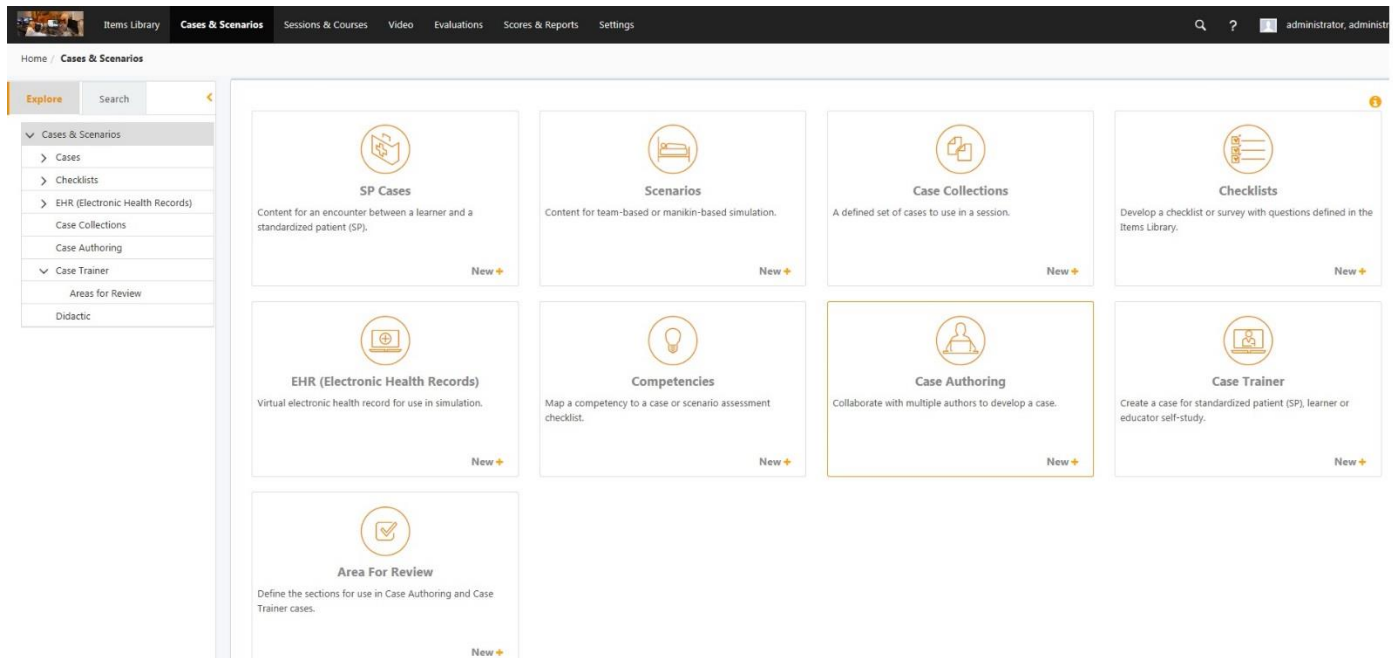 Items Library
Cases & Scenarios
Sessions & Courses
Video
Evaluations
Scores & Reports
Settings
?
administrator, administr
Home / Cases & Scenarios
Explore
Search
Cases & Scenarios
Cases
Checklists
EHR (Electronic Health Records)
Case Collections
Case Authoring
Case Trainer
Areas for Review
Didactic
SP Cases
Content for an encounter between a learner and a
standardized patient (SP).
New +
Scenarios
Content for team-based or manikin-based simulation.
New +
Case Collections
A defined set of cases to use in a session.
New +
Checklists
Develop a checklist or survey with questions defined in the
Items Library.
New +
EHR (Electronic Health Records)
Virtual electronic health record for use in simulation.
New +
Competencies
Map a competency to a case or scenario assessment
checklist.
New +
Case Authoring
Collaborate with multiple authors to develop a case.
New +
Case Trainer
Create a case for standardized patient (SP), learner or
educator self-study.
New +
Area For Review
Define the sections for use in Case Authoring and Case
Trainer cases.
New +